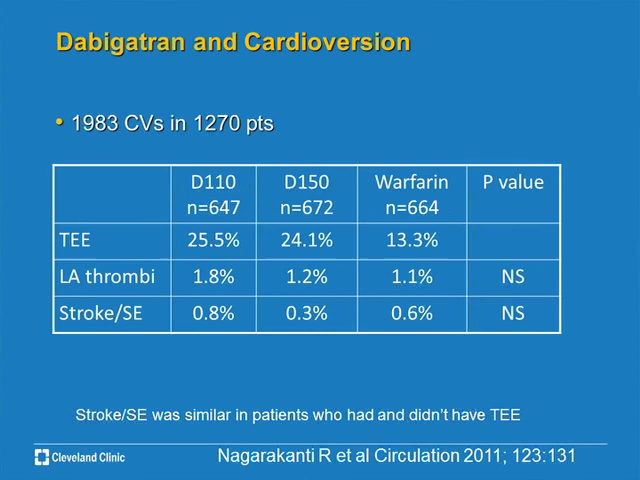 Dabigatran and Cardioversion
• 1983 CVs in 1270 pts
D110 n=647 D150 n=672 Warfarin n=664 P value
TEE 25.5% 24.1% 13.3%
LA thrombi 1.8% 1.2% 1.1% NS
Stroke/SE 0.8% 0.3% 0.6% NS
Stroke/SE was similar in patients who had and didn't have TEE
Cleveland Clinic
Nagarakanti R et al Circulation 2011; 123:131